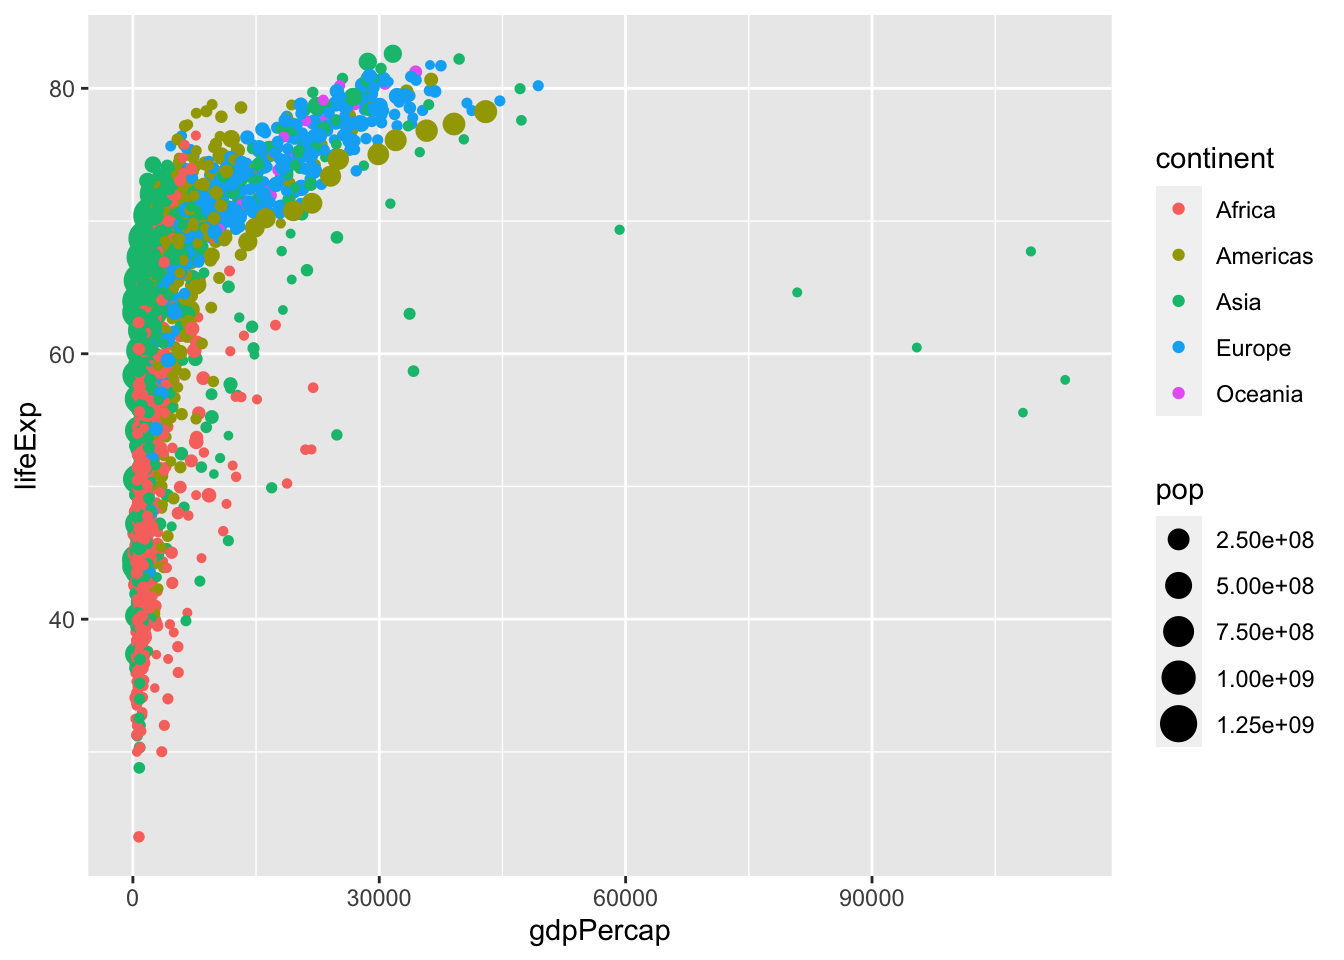 80
60
40
lifeExp
0
30000
60000
90000
gdpPercap
continent
Africa
Americas
Asia
Europe
Oceania
pop
2.50e+08
5.00e+08
7.50e+08
1.00e+09
1.25e+09